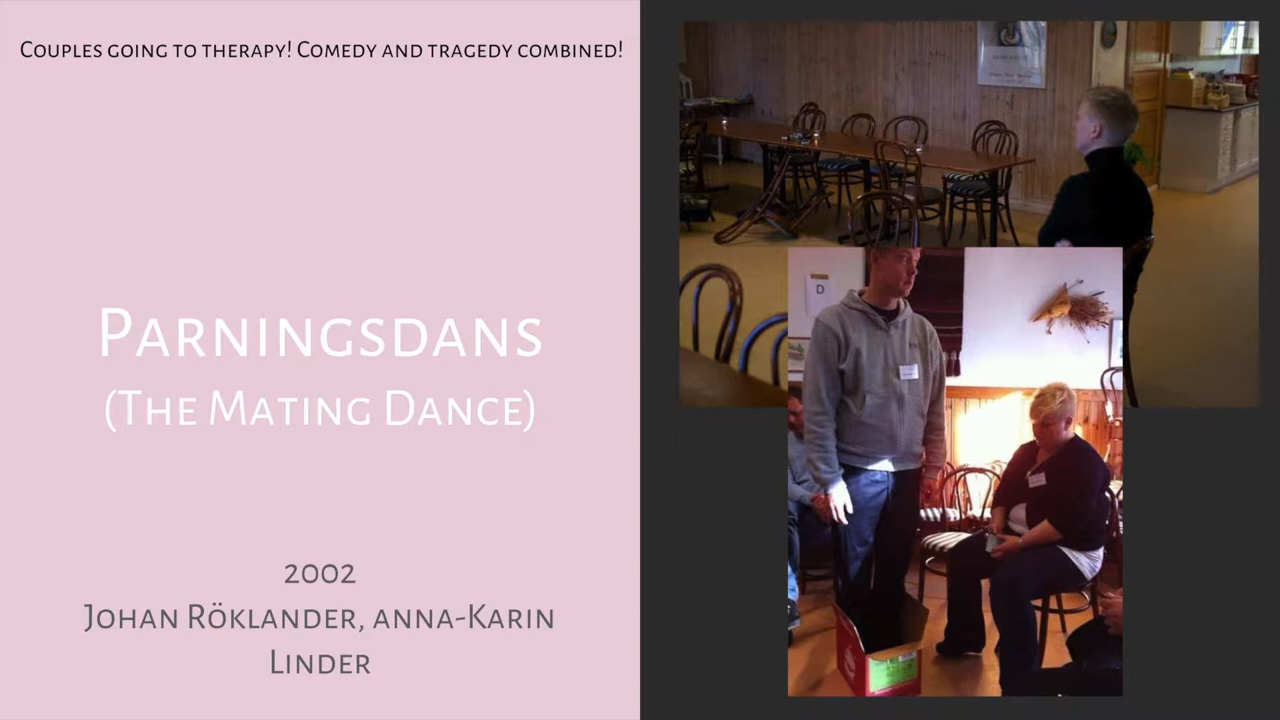 Couples going to therapy! Comedy and tragedy combined!
Parningsdans
(The Mating Dance)
2002
Johan Röklander, anna-Karin
Linder
D